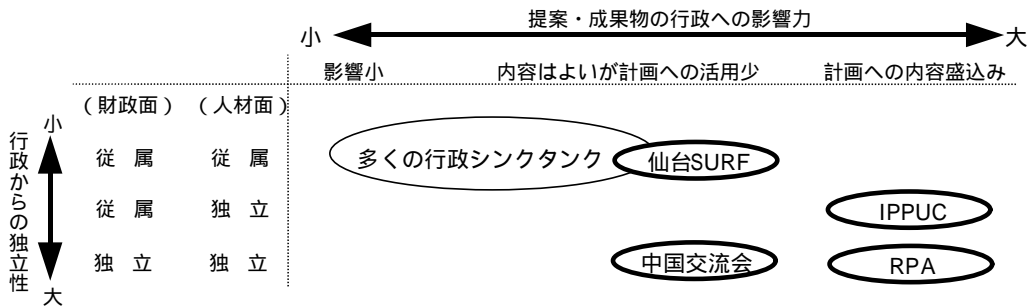 提案・成果物の行政への影響力
小 大
影響小 内容はよいが計画への活用少 計画への内容盛込み
(財政面) (人材面)
小
行政からの独立性
従属 従属 多くの行政シンクタンク 仙台SURF
従属 独立 IPPUC
独立 独立 中国交流会 RPA
大